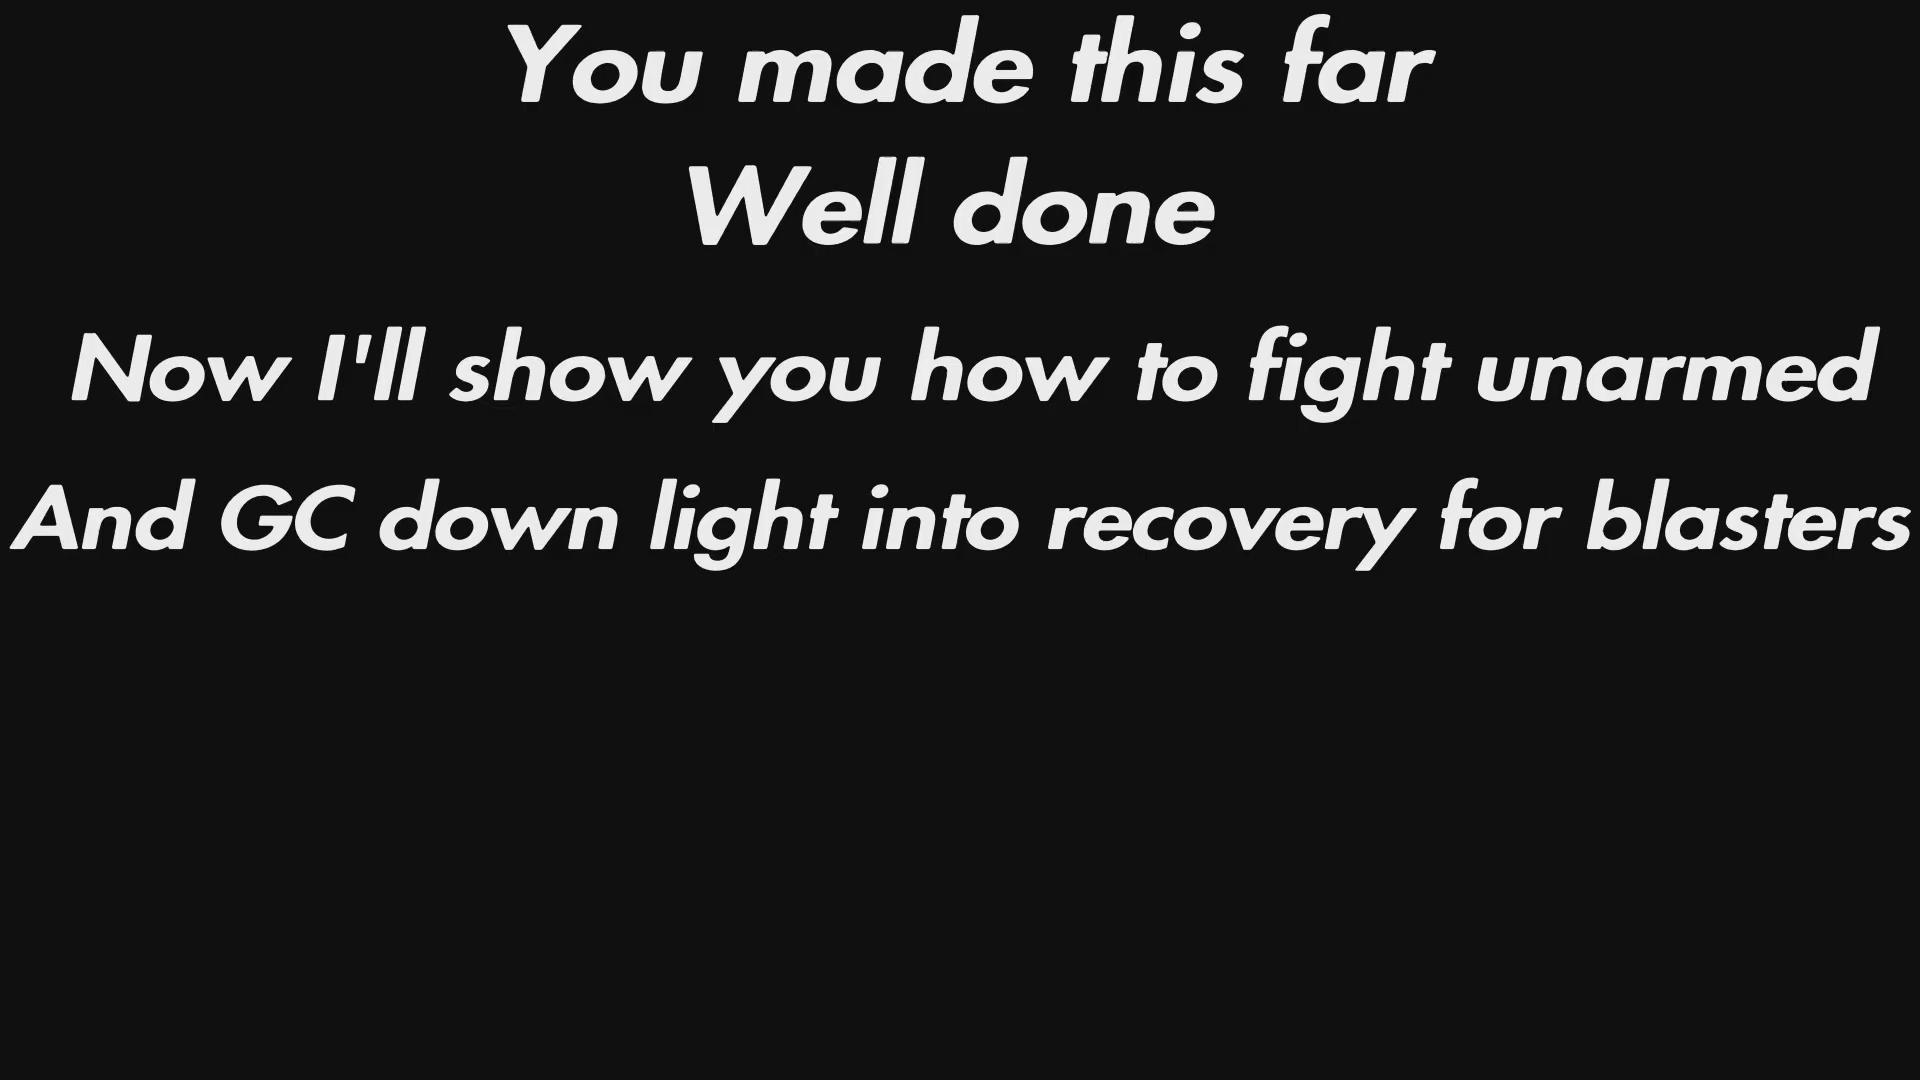 You made this far
Well done
Now I'll show you how to fight unarmed
And GC down light into recovery for blasters